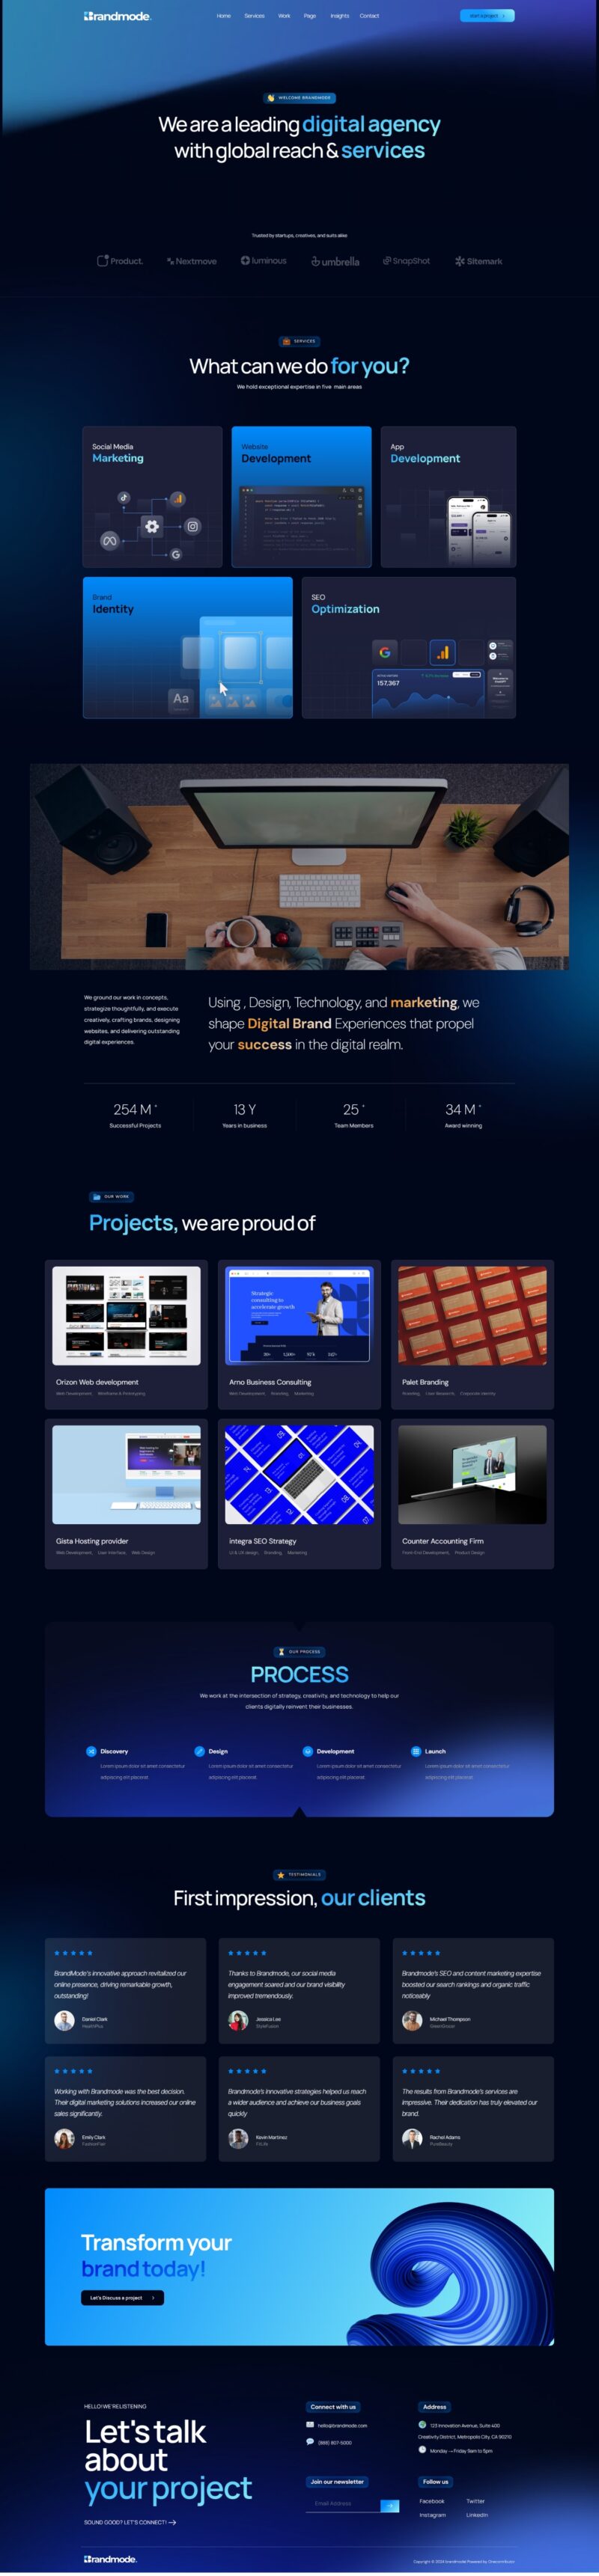 Brandmode.
Home Services Work Page Insights Contact
start a project
WELCOME BRANDMODE
We are a leading digital agency
with global reach & services
Trusted by startups, creatives, and suits alike
Product. Nextmove luminous umbrella SnapShot Sitemark
SERVICES
What can we do for you?
We hold exceptional expertise in five main areas
Social Media
Marketing
Website
Development
App
Development
Brand
Identity
Aa
SEO
Optimization
157,367
We ground our work in concepts,
strategize thoughtfully, and execute
creatively, crafting brands, designing
websites, and delivering outstanding
digital experiences.
Using , Design, Technology, and marketing, we
shape Digital Brand Experiences that propel
your success in the digital realm.
254 M +
Successful Projects
13 Y
Years in business
25 +
Team Members
34 M +
Award winning
OUR WORK
Projects, we are proud of
Strategic
consulting to
accelerate growth
Orizon Web development
Web Development, Wireframe & Prototyping
Arno Business Consulting
Web Development, Branding, Marketing
Palet Branding
Branding, User Research, Corporate Identity
Gista Hosting provider
Web Development, User Interface, Web Design
integra SEO Strategy
UI & UX design, Branding, Marketing
Counter Accounting Firm
Front-End Development, Product Design
OUR PROCESS
PROCESS
We work at the intersection of strategy, creativity, and technology to help our
clients digitally reinvent their businesses.
Discovery
Lorem ipsum dolor sit amet consectetur
adipiscing elit placerat
Design
Lorem ipsum dolor sit amet consectetur
adipiscing elit placerat.
Development
Lorem ipsum dolor sit amet consectetur
adipiscing elit placerat.
Launch
Lorem ipsum dolor sit amet consectetur
adipiscing elit placerat
TESTIMONIALS
First impression, our clients
BrandMode's innovative approach revitalized our
online presence, driving remarkable growth,
outstanding!
Daniel Clark
HealthPlus
Thanks to Brandmode, our social media
engagement soared and our brand visibility
improved tremendously.
Jessica Lee
StyleFusion
Brandmode's SEO and content marketing expertise
boosted our search rankings and organic traffic
noticeably
Michael Thompson
GreenGrocer
Working with Brandmode was the best decision.
Their digital marketing solutions increased our online
sales significantly.
Emily Clark
FashionFlair
Brandmode's innovative strategies helped us reach
a wider audience and achieve our business goals
quickly
Kevin Martinez
FitLife
The results from Brandmode's services are
impressive. Their dedication has truly elevated our
brand.
Rachel Adams
PureBeauty
Transform your
brand today!
Let's Discuss a project
HELLO!WE'RE LISTENING
Let's talk
about
your project
SOUND GOOD? LET'S CONNECT!
Connect with us
hello@brandmode.com
(888) 807-5000
Address
123 Innovation Avenue, Suite 400
Creativity District, Metropolis City, CA 90210
Monday → Friday 9am to 5pm
Join our newsletter
Email Address
Follow us
Facebook Twitter
Instagram LinkedIn
Brandmode.